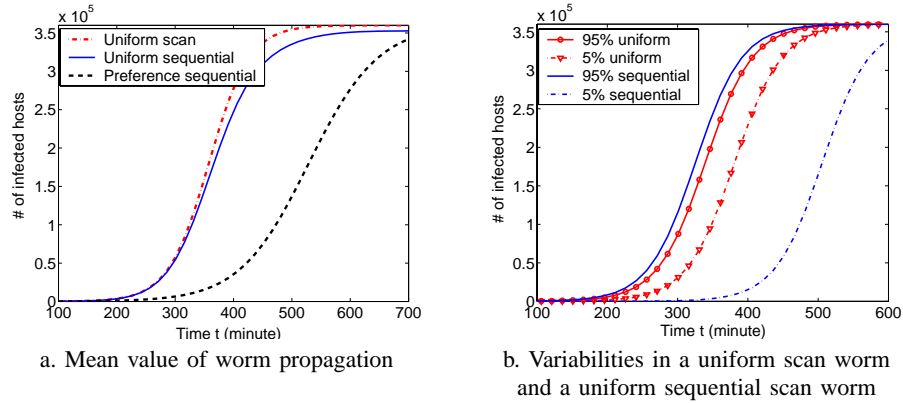 x 10^5
3.5
3
2.5
2
1.5
1
0.5
0
# of infected hosts
Uniform scan
Uniform sequential
Preference sequential
100 200 300 400 500 600 700
Time t (minute)
a. Mean value of worm propagation
x 10^5
3.5
3
2.5
2
1.5
1
0.5
0
# of infected hosts
95% uniform
5% uniform
95% sequential
5% sequential
100 200 300 400 500 600
Time t (minute)
b. Variabilities in a uniform scan worm
and a uniform sequential scan worm